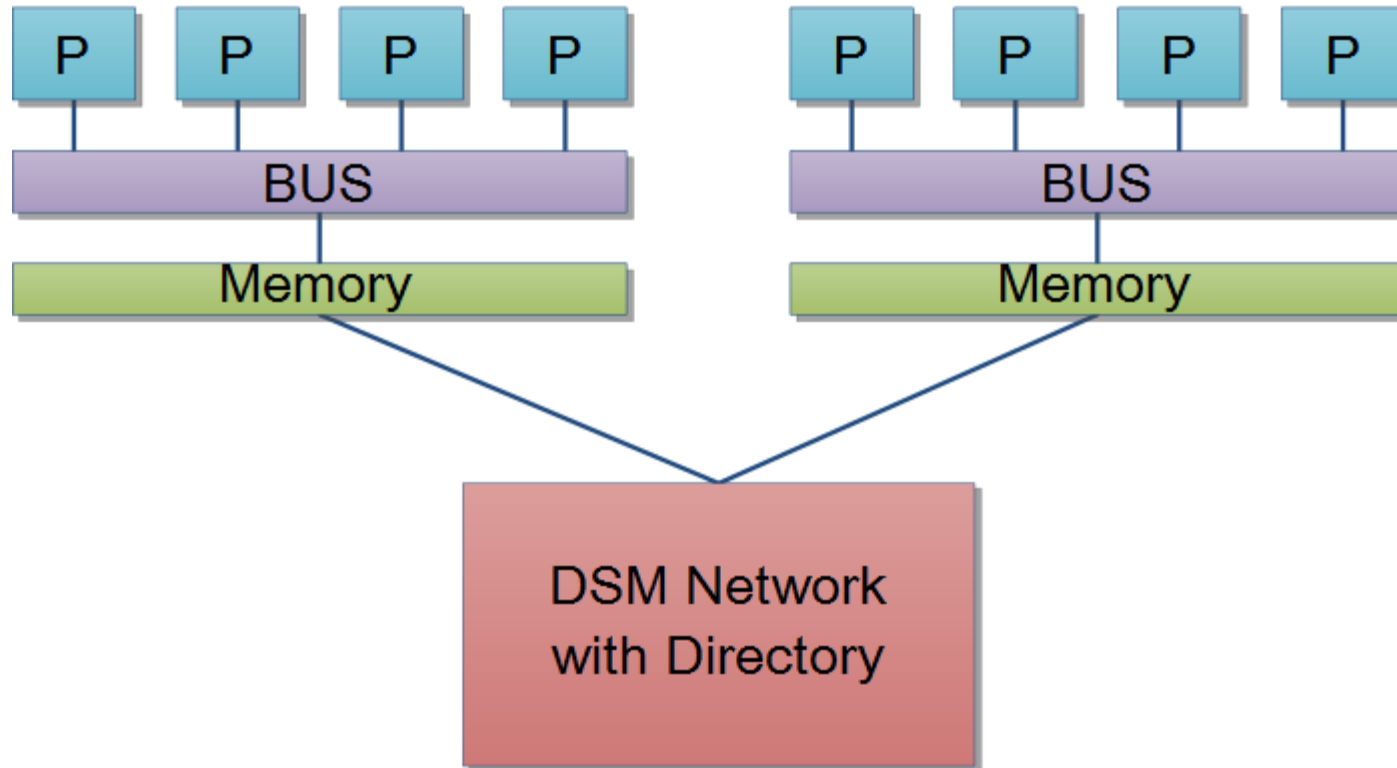 P P P P P P P P
BUS BUS
Memory Memory
DSM Network
with Directory